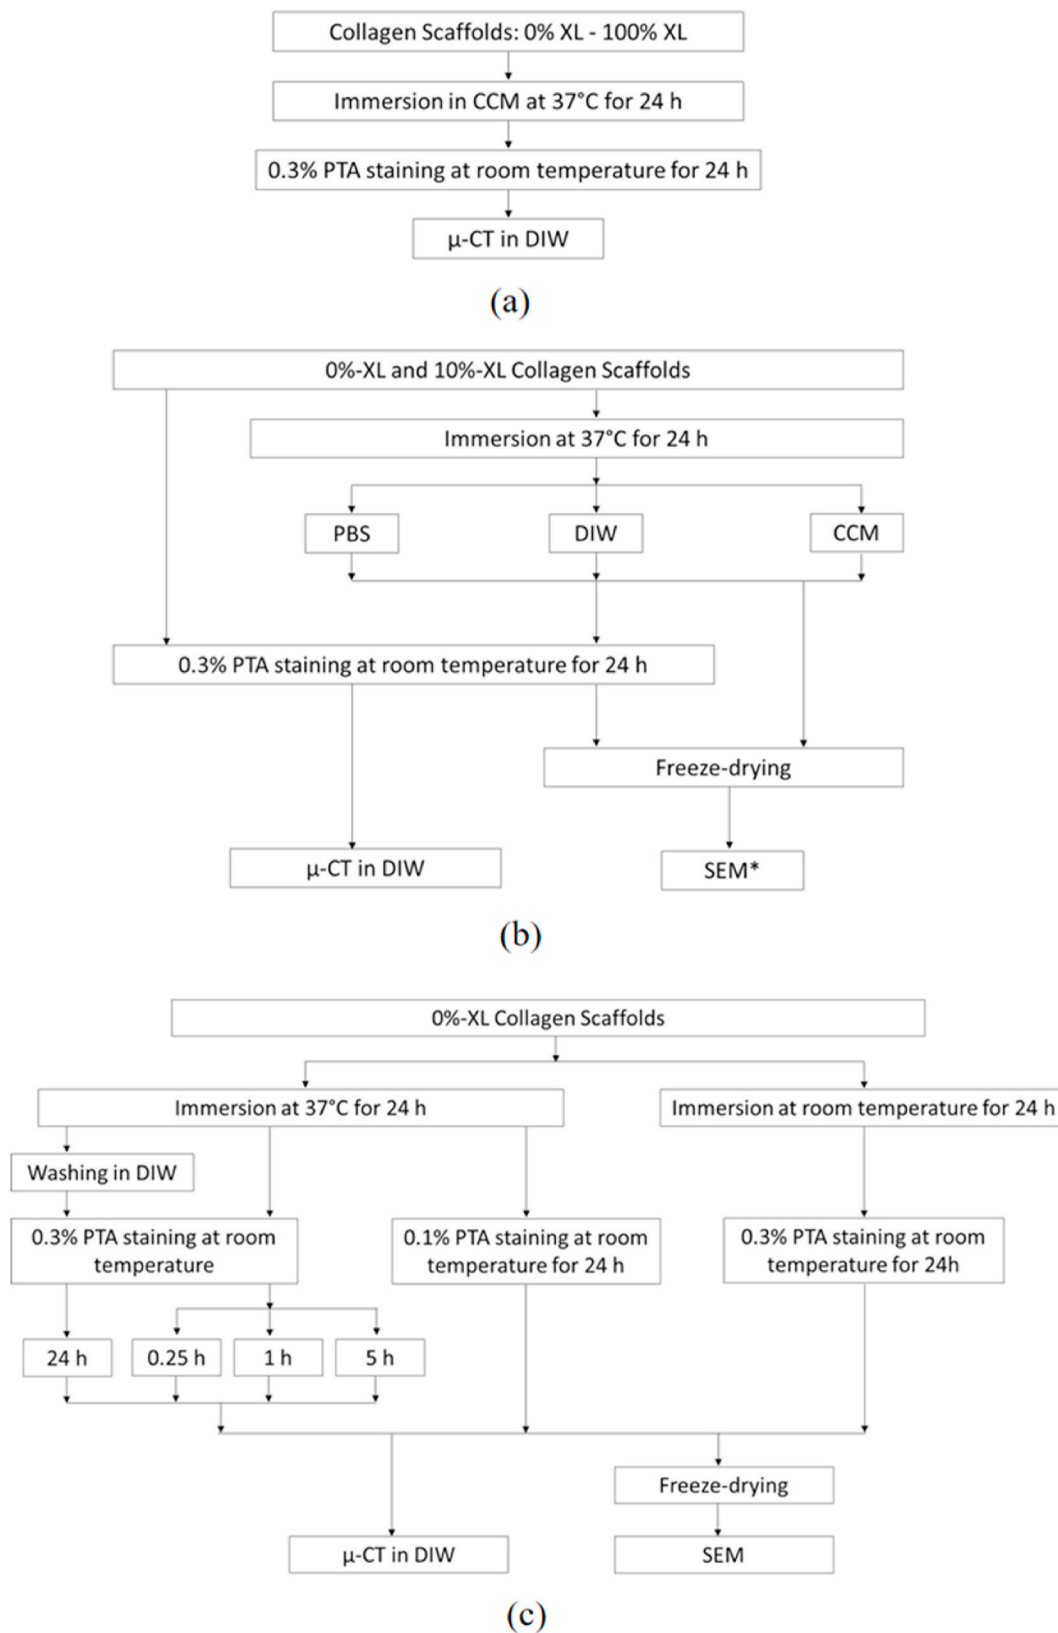 Collagen Scaffolds: 0% XL - 100% XL
Immersion in CCM at 37°C for 24 h
0.3% PTA staining at room temperature for 24 h
μ-CT in DIW
(a)
0%-XL and 10%-XL Collagen Scaffolds
Immersion at 37°C for 24 h
PBS
DIW
CCM
0.3% PTA staining at room temperature for 24 h
Freeze-drying
μ-CT in DIW
SEM*
(b)
0%-XL Collagen Scaffolds
Immersion at 37°C for 24 h
Immersion at room temperature for 24 h
Washing in DIW
0.3% PTA staining at room
temperature
0.1% PTA staining at room
temperature for 24 h
0.3% PTA staining at room
temperature for 24h
24 h
0.25 h
1 h
5 h
Freeze-drying
μ-CT in DIW
SEM
(c)